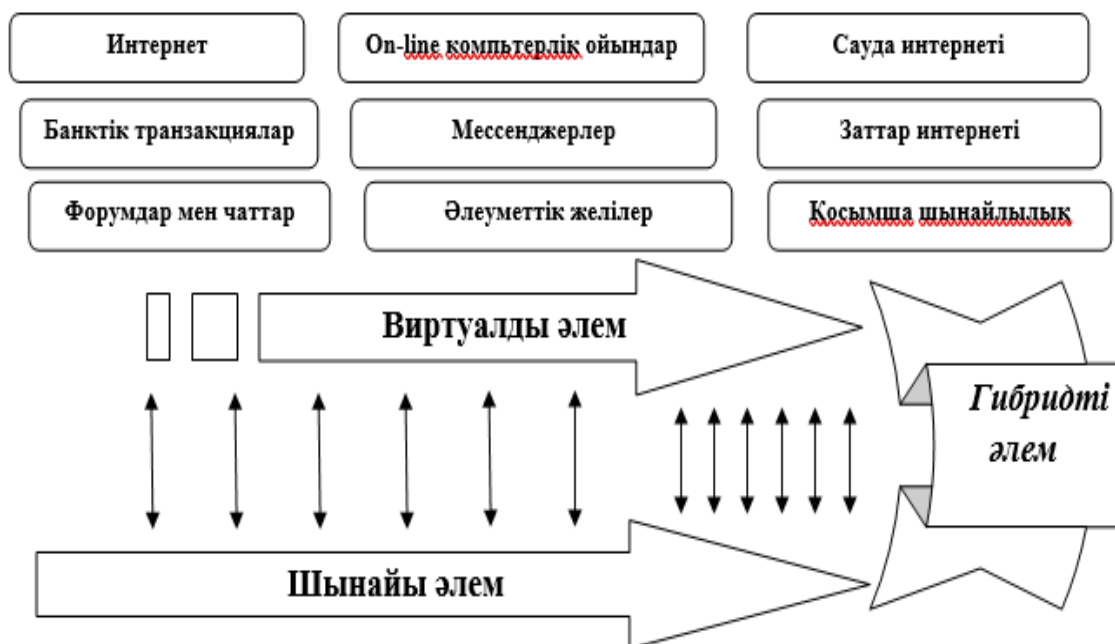 Интернет
On-line компьтерлік ойындар
Сауда интернеті
Банктік транзакциялар
Мессенджерлер
Заттар интернеті
Форумдар мен чаттар
Әлеуметтік желілер
Қосымша шынайлылық
Виртуалды әлем
Гибридті
әлем
Шынайы әлем